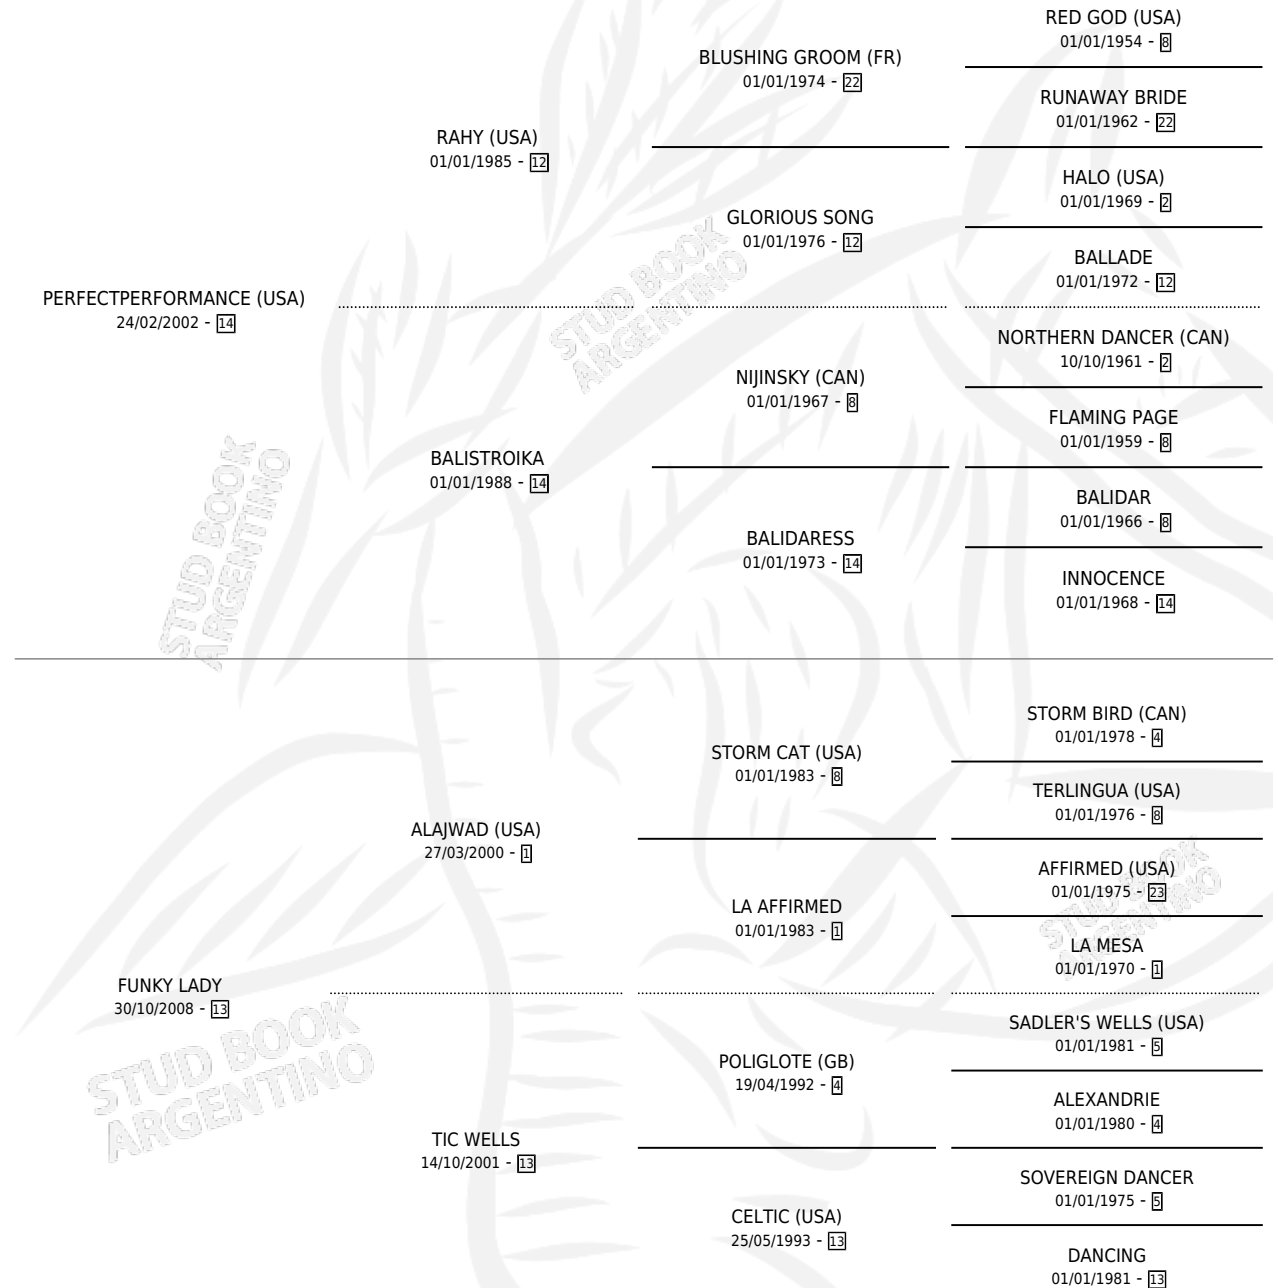 RED GOD (USA)
01/01/1954 - 8
BLUSHING GROOM (FR)
01/01/1974 - 22
RUNAWAY BRIDE
01/01/1962 - 22
RAHY (USA)
01/01/1985 - 12
HALO (USA)
01/01/1969 - 2
GLORIOUS SONG
01/01/1976 - 12
BALLADE
01/01/1972 - 12
PERFECTPERFORMANCE (USA)
24/02/2002 - 14
STUD BOOK
ARGENTINO
NORTHERN DANCER (CAN)
10/10/1961 - 2
NIJINSKY (CAN)
01/01/1967 - 8
FLAMING PAGE
01/01/1959 - 8
BALISTROIKA
01/01/1988 - 14
BALIDAR
01/01/1966 - 8
BALIDARESS
01/01/1973 - 14
INNOCENCE
01/01/1968 - 14
STUD BOOK
ARGENTINO
STORM BIRD (CAN)
01/01/1978 - 4
STORM CAT (USA)
01/01/1983 - 8
TERLINGUA (USA)
01/01/1976 - 8
ALAJWAD (USA)
27/03/2000 - 1
AFFIRMED (USA)
01/01/1975 - 23
LA AFFIRMED
01/01/1983 - 1
LA MESA
01/01/1970 - 1
STUD BOOK
ARGENTINO
FUNKY LADY
30/10/2008 - 13
STUD BOOK
ARGENTINO
SADLER'S WELLS (USA)
01/01/1981 - 5
POLIGLOTE (GB)
19/04/1992 - 4
ALEXANDRIE
01/01/1980 - 4
TIC WELLS
14/10/2001 - 13
SOVEREIGN DANCER
01/01/1975 - 5
CELTIC (USA)
25/05/1993 - 13
DANCING
01/01/1981 - 13